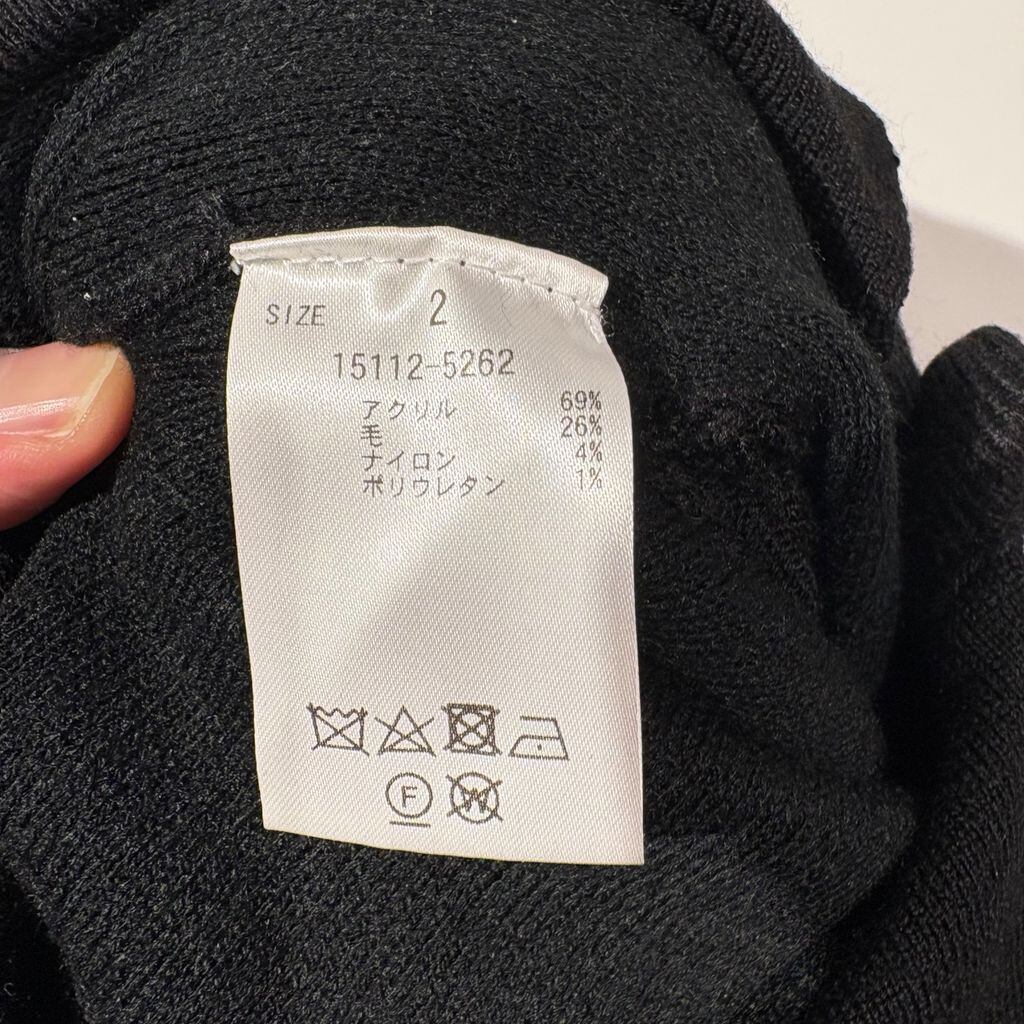 SIZE 2
15112-5262
アクリル 69%
毛 26%
ナイロン 4%
ポリウレタン 1%
F W